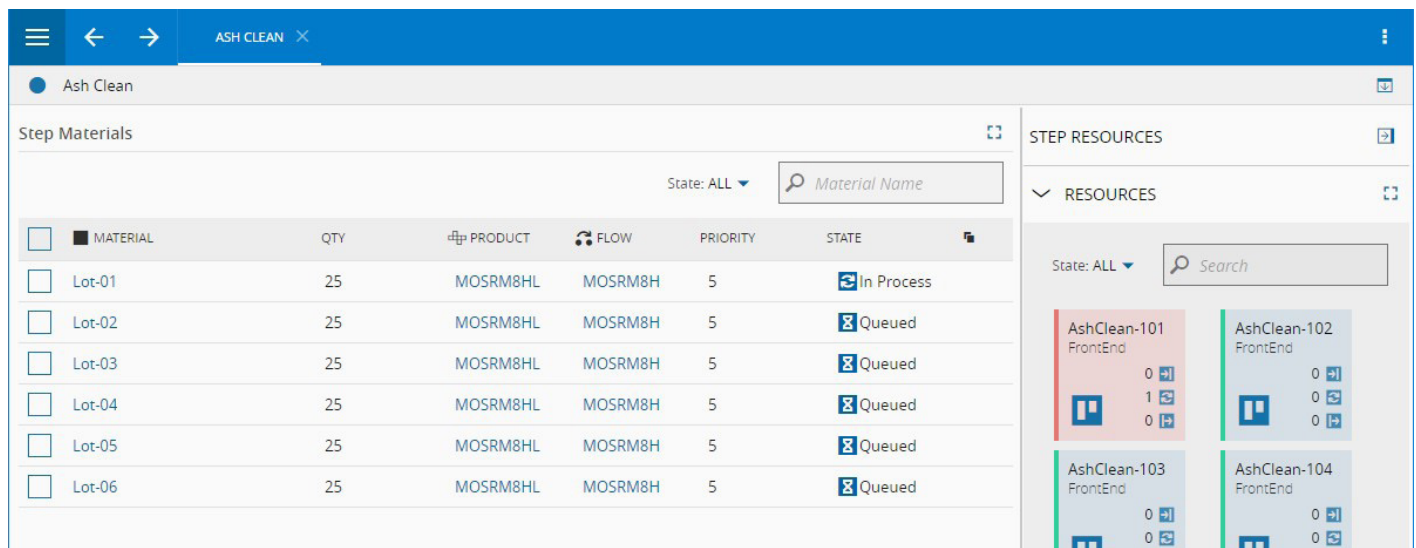 ASH CLEAN
Ash Clean
Step Materials
State: ALL
Material Name
MATERIAL QTY PRODUCT FLOW PRIORITY STATE
Lot-01 25 MOSRM8HL MOSRM8H 5 In Process
Lot-02 25 MOSRM8HL MOSRM8H 5 Queued
Lot-03 25 MOSRM8HL MOSRM8H 5 Queued
Lot-04 25 MOSRM8HL MOSRM8H 5 Queued
Lot-05 25 MOSRM8HL MOSRM8H 5 Queued
Lot-06 25 MOSRM8HL MOSRM8H 5 Queued
STEP RESOURCES
RESOURCES
State: ALL
Search
AshClean-101
FrontEnd
0
1
0
AshClean-102
FrontEnd
0
0
0
AshClean-103
FrontEnd
0
0
AshClean-104
FrontEnd
0
0